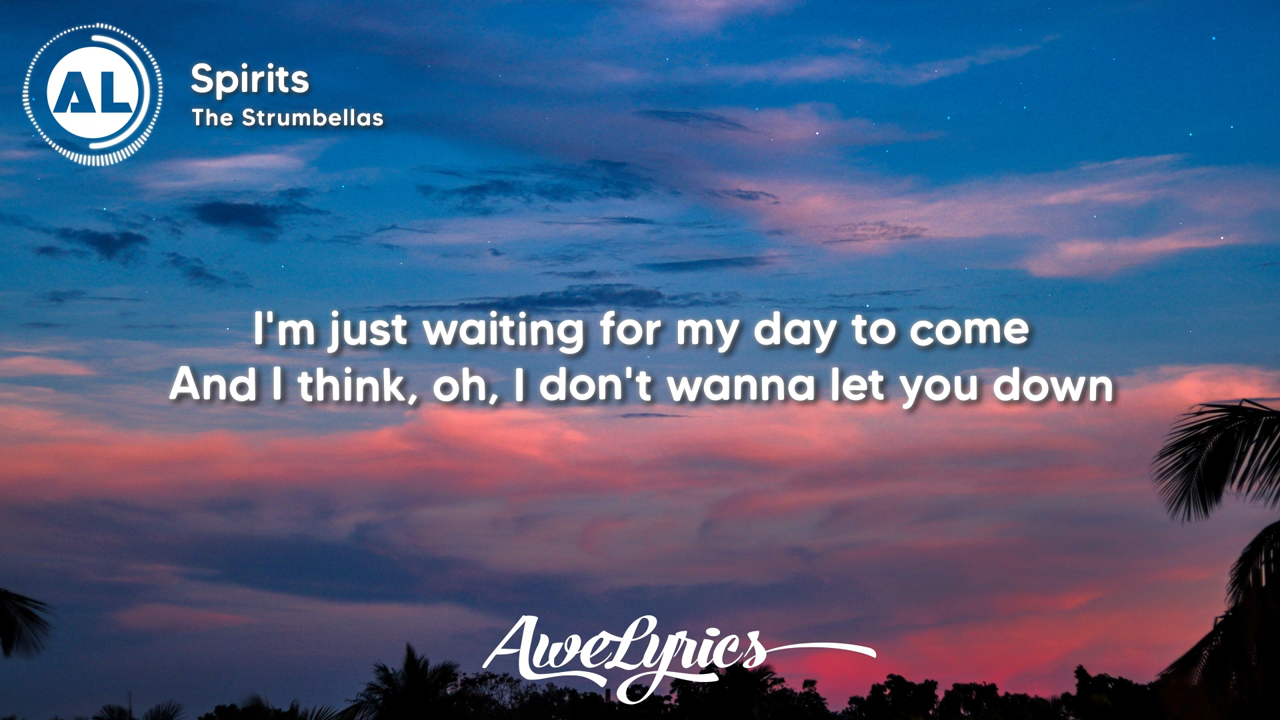 AL
Spirits
The Strumbellas
I'm just waiting for my day to come
And I think, oh, I don't wanna let you down
AweLyrics